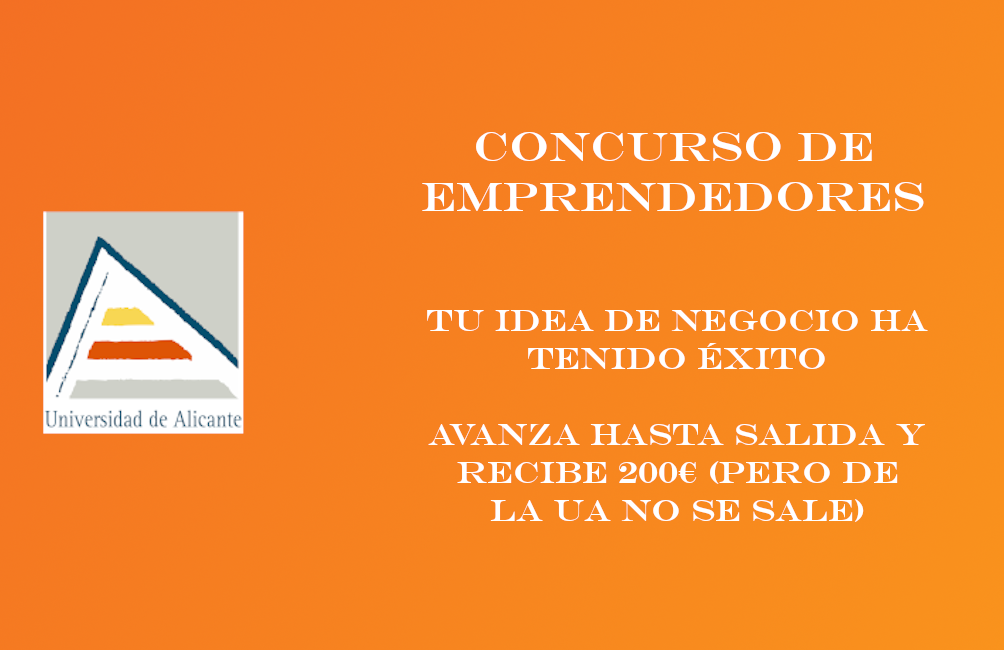 CONCURSO DE
EMPRENDEDORES
TU IDEA DE NEGOCIO HA
TENIDO ÉXITO
AVANZA HASTA SALIDA Y
RECIBE 200€ (PERO DE
LA UA NO SE SALE)
Universidad de Alicante